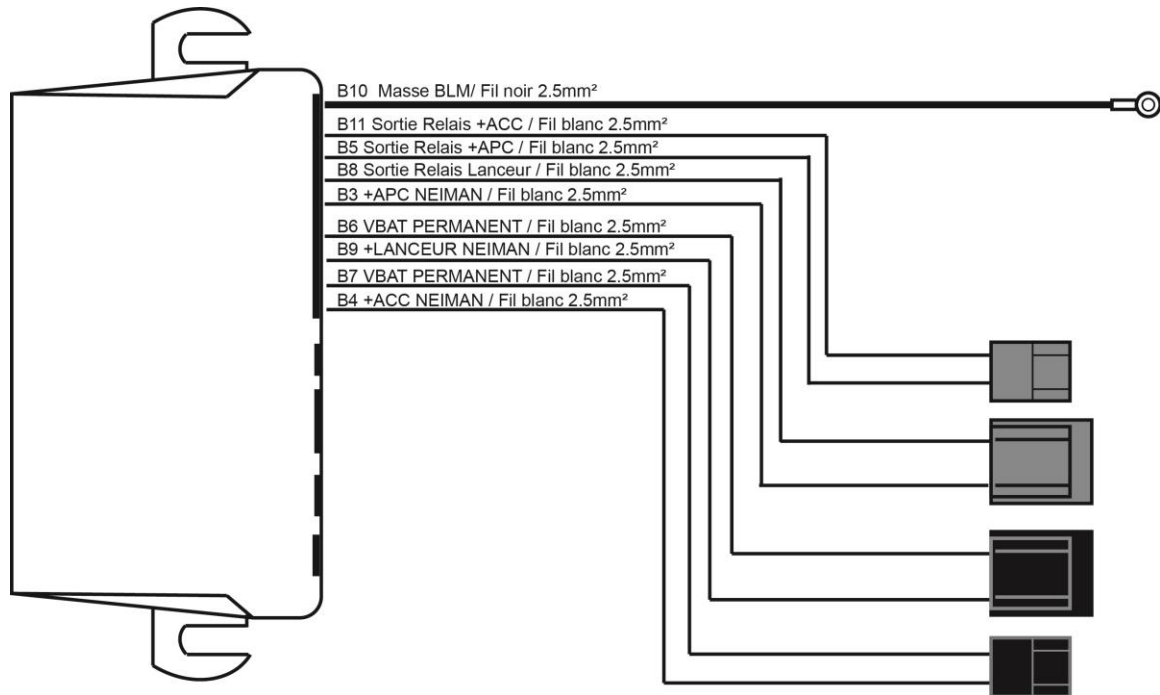 B10  Masse BLM/ Fil noir 2.5mm²
B11 Sortie Relais +ACC / Fil blanc 2.5mm²
B5 Sortie Relais +APC / Fil blanc 2.5mm²
B8 Sortie Relais Lanceur / Fil blanc 2.5mm²
B3 +APC NEIMAN / Fil blanc 2.5mm²
B6 VBAT PERMANENT / Fil blanc 2.5mm²
B9 +LANCEUR NEIMAN / Fil blanc 2.5mm²
B7 VBAT PERMANENT / Fil blanc 2.5mm²
B4 +ACC NEIMAN / Fil blanc 2.5mm²